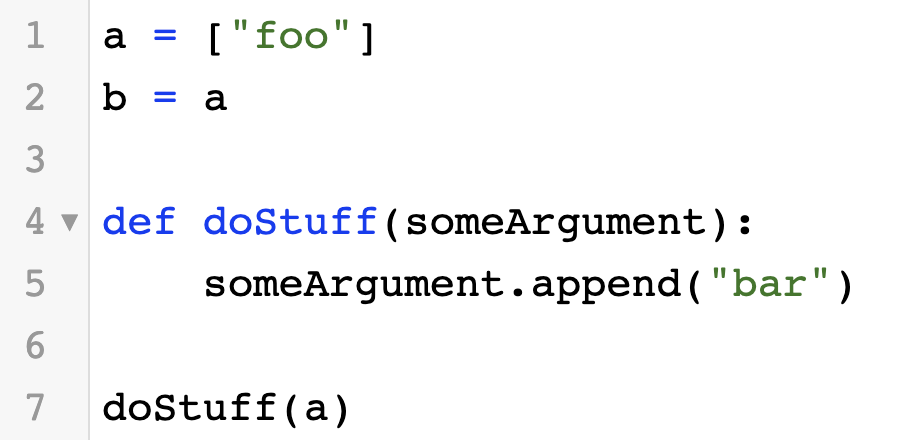 1 a = ["foo"]
2 b = a
3
4 ▼ def doStuff(someArgument):
5     someArgument.append("bar")
6
7 doStuff(a)